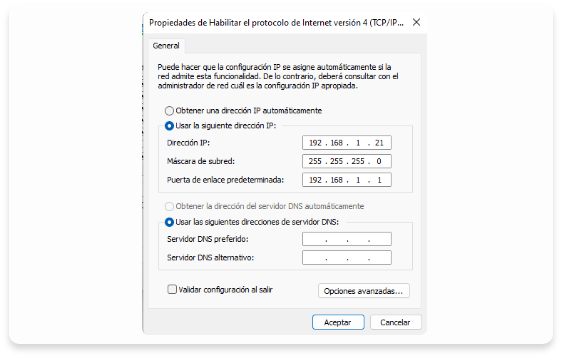 Propiedades de Habilitar el protocolo de Internet versión 4 (TCP/IP...
General
Puede hacer que la configuración IP se asigne automáticamente si la
red admite esta funcionalidad. De lo contrario, deberá consultar con el
administrador de red cuál es la configuración IP apropiada.
Obtener una dirección IP automáticamente
Usar la siguiente dirección IP:
Dirección IP: 192 . 168 . 1 . 21
Máscara de subred: 255 . 255 . 255 . 0
Puerta de enlace predeterminada: 192 . 168 . 1 . 1
Obtener la dirección del servidor DNS automáticamente
Usar las siguientes direcciones de servidor DNS:
Servidor DNS preferido: . . .
Servidor DNS alternativo: . . .
Validar configuración al salir
Opciones avanzadas...
Aceptar Cancelar